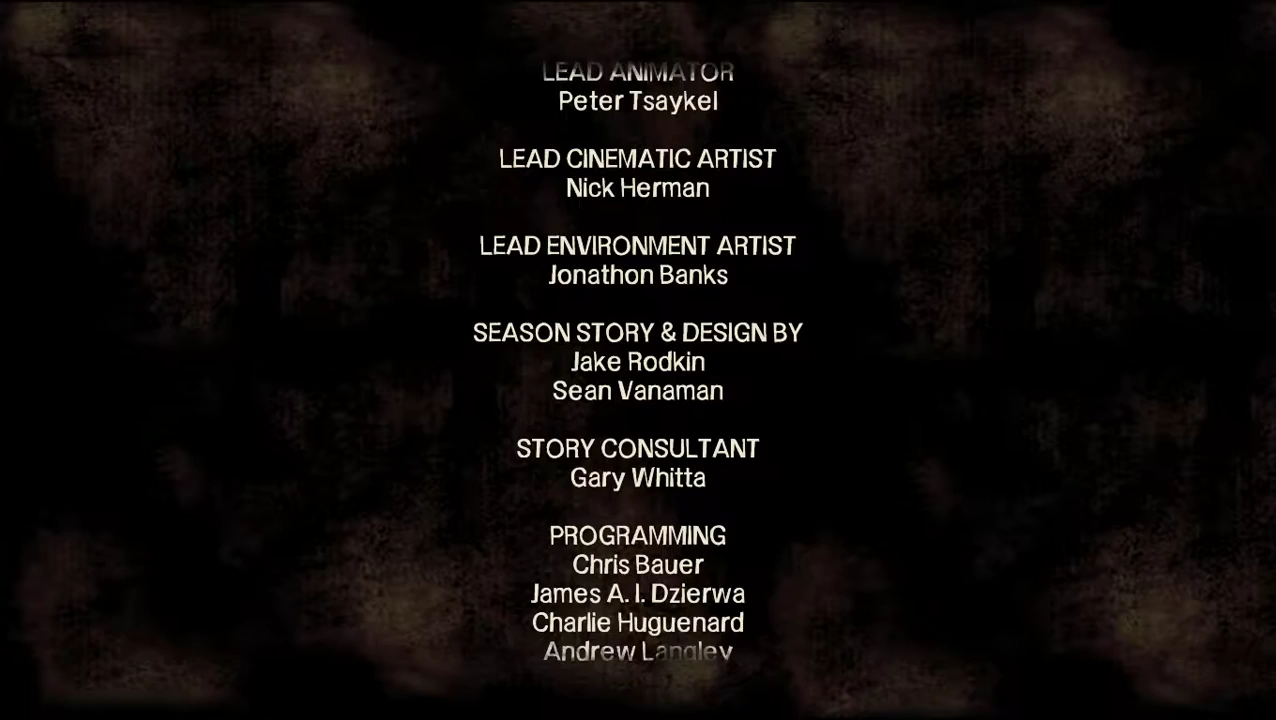 LEAD ANIMATOR
Peter Tsaykel
LEAD CINEMATIC ARTIST
Nick Herman
LEAD ENVIRONMENT ARTIST
Jonathon Banks
SEASON STORY & DESIGN BY
Jake Rodkin
Sean Vanaman
STORY CONSULTANT
Gary Whitta
PROGRAMMING
Chris Bauer
James A. I. Dzierwa
Charlie Huguenard
Andrew Langley